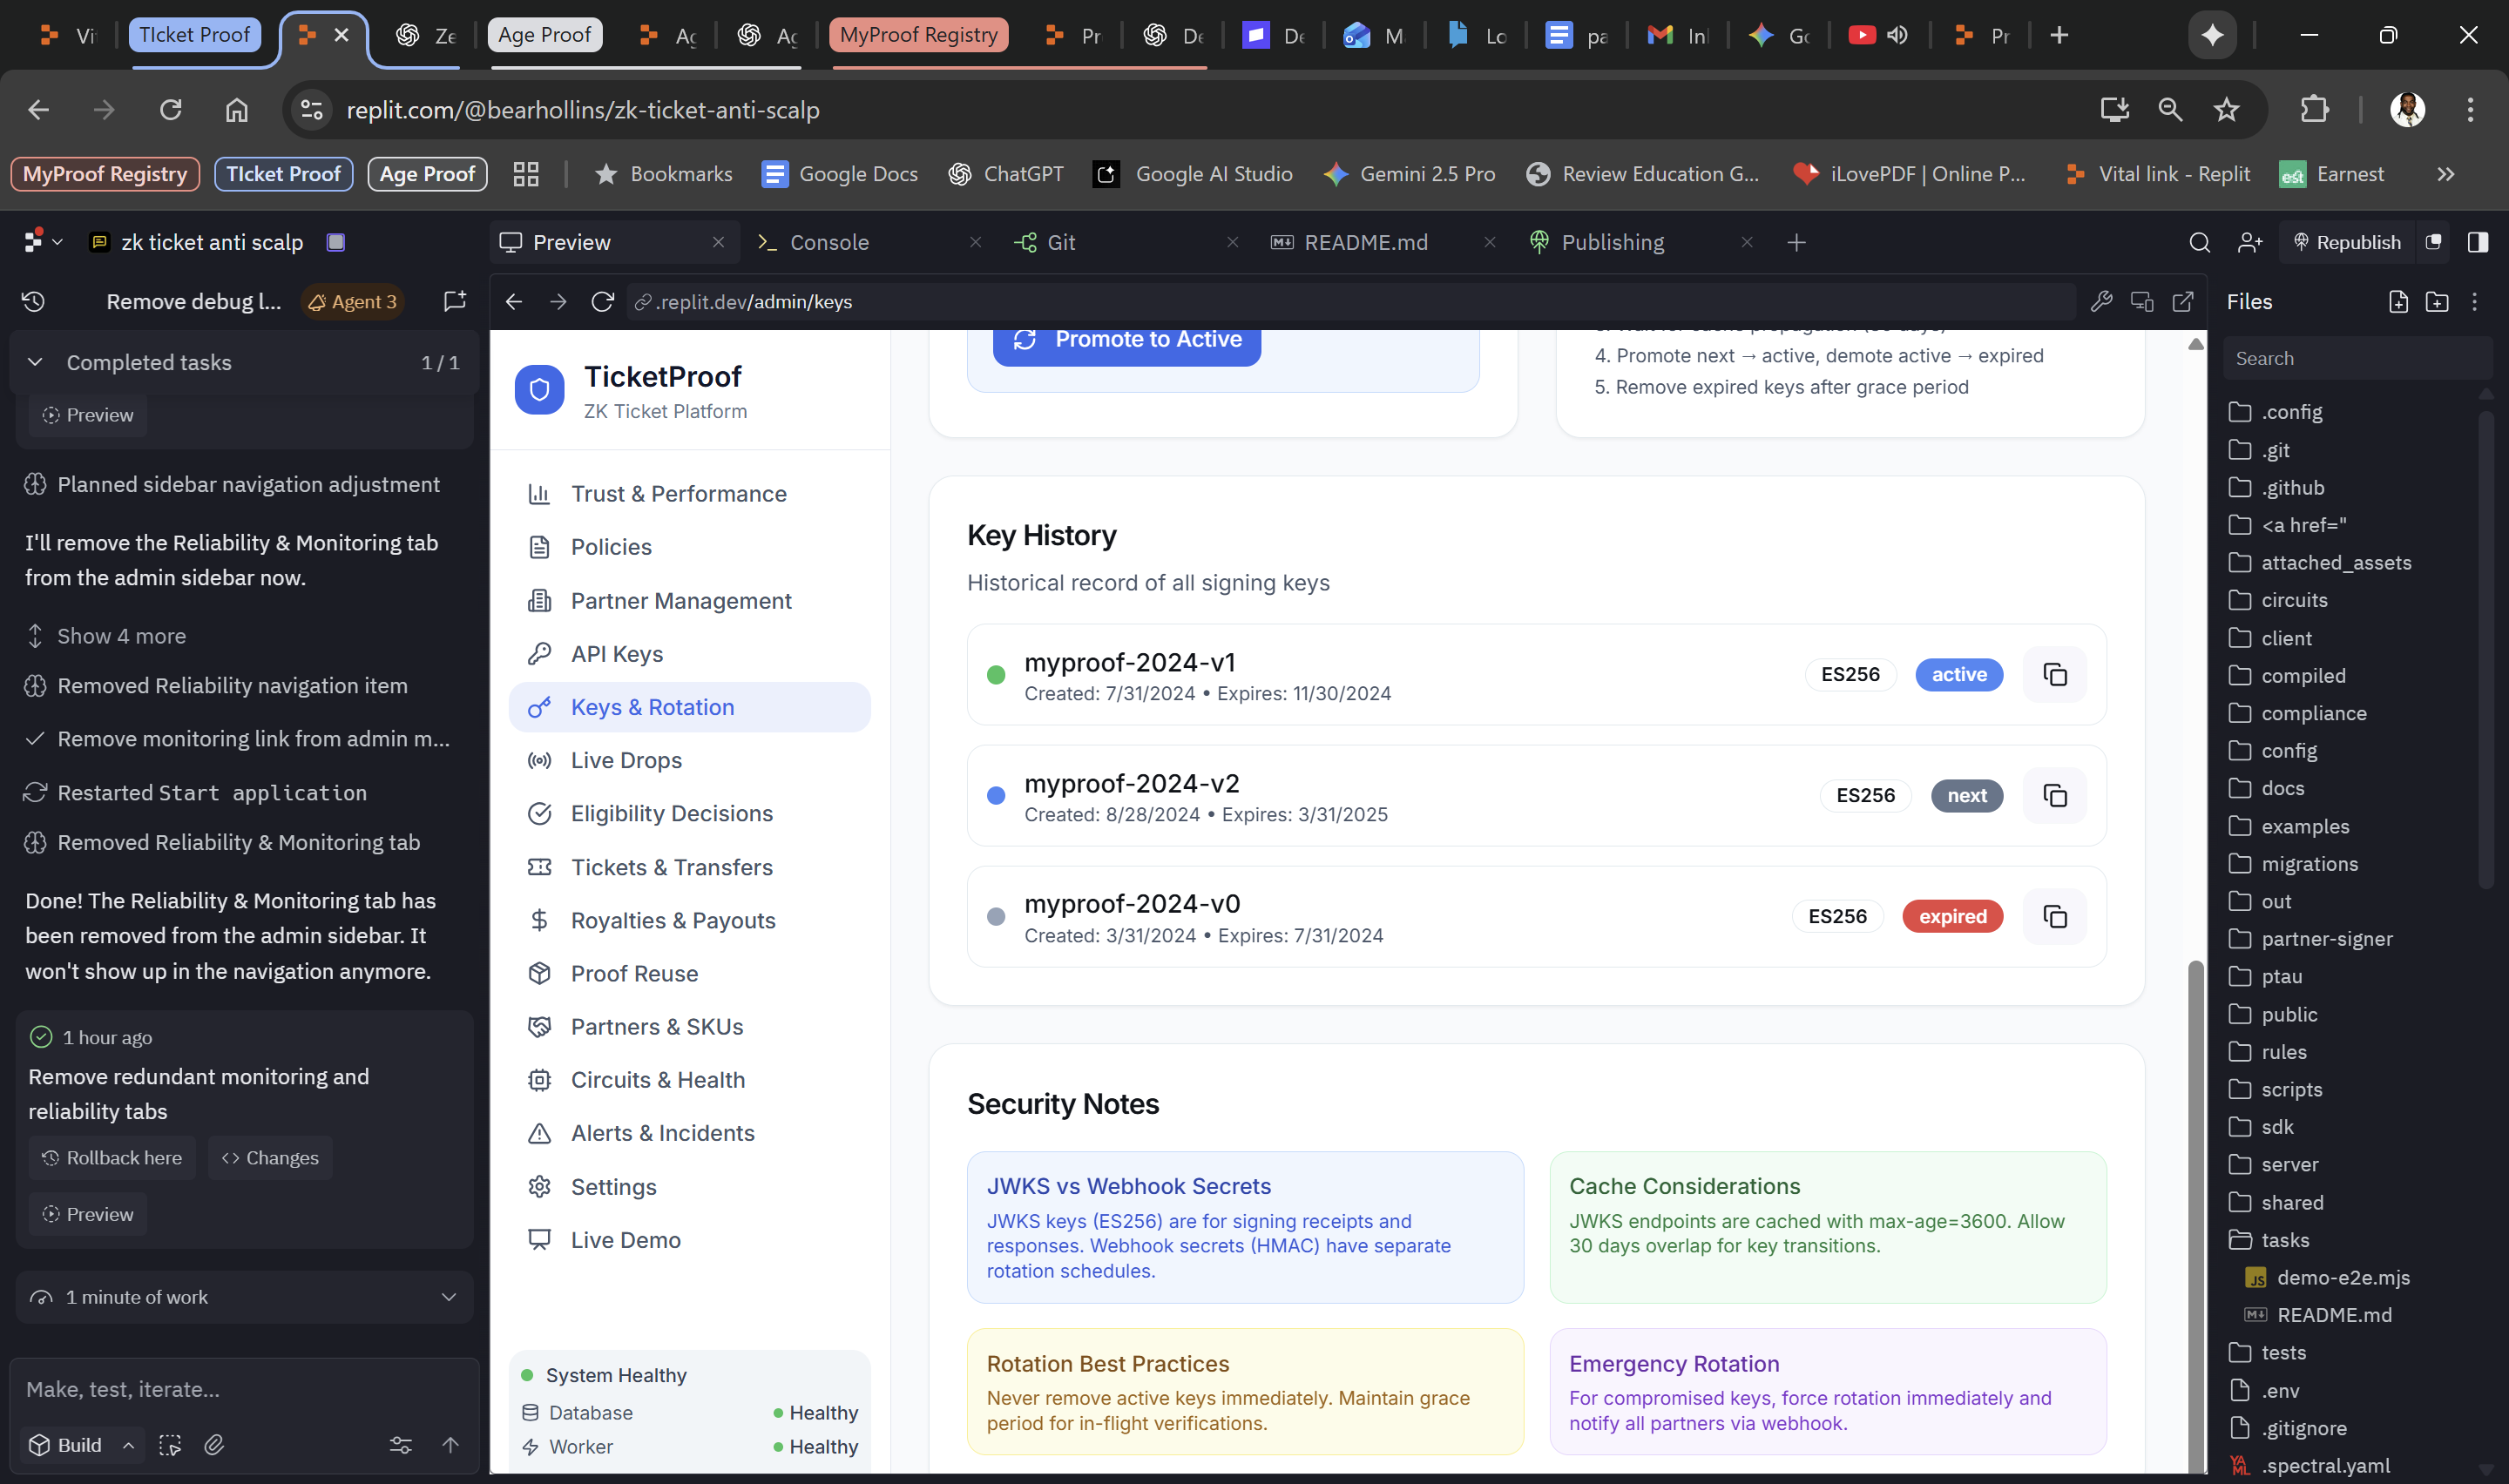 Vi
TIcket Proof
Ze
Age Proof
Ag
Ag
MyProof Registry
Pr
De
De
M
Lo
pa
In
Go
Pr
replit.com/@bearhollins/zk-ticket-anti-scalp
MyProof Registry
TIcket Proof
Age Proof
Bookmarks
Google Docs
ChatGPT
Google AI Studio
Gemini 2.5 Pro
Review Education G...
iLovePDF | Online P...
Vital link - Replit
est
Earnest
zk ticket anti scalp
Preview
Console
Git
README.md
Publishing
Republish
Remove debug l...
Agent 3
.replit.dev/admin/keys
Files
Completed tasks
1 / 1
Preview
Planned sidebar navigation adjustment
I'll remove the Reliability & Monitoring tab
from the admin sidebar now.
Show 4 more
Removed Reliability navigation item
Remove monitoring link from admin m...
Restarted Start application
Removed Reliability & Monitoring tab
Done! The Reliability & Monitoring tab has
been removed from the admin sidebar. It
won't show up in the navigation anymore.
1 hour ago
Remove redundant monitoring and
reliability tabs
Rollback here
Changes
Preview
1 minute of work
Make, test, iterate...
Build
TicketProof
ZK Ticket Platform
Trust & Performance
Policies
Partner Management
API Keys
Keys & Rotation
Live Drops
Eligibility Decisions
Tickets & Transfers
Royalties & Payouts
Proof Reuse
Partners & SKUs
Circuits & Health
Alerts & Incidents
Settings
Live Demo
System Healthy
Database
Healthy
Worker
Healthy
Promote to Active
4. Promote next → active, demote active → expired
5. Remove expired keys after grace period
Key History
Historical record of all signing keys
myproof-2024-v1
Created: 7/31/2024 • Expires: 11/30/2024
ES256
active
myproof-2024-v2
Created: 8/28/2024 • Expires: 3/31/2025
ES256
next
myproof-2024-v0
Created: 3/31/2024 • Expires: 7/31/2024
ES256
expired
Security Notes
JWKS vs Webhook Secrets
JWKS keys (ES256) are for signing receipts and
responses. Webhook secrets (HMAC) have separate
rotation schedules.
Cache Considerations
JWKS endpoints are cached with max-age=3600. Allow
30 days overlap for key transitions.
Rotation Best Practices
Never remove active keys immediately. Maintain grace
period for in-flight verifications.
Emergency Rotation
For compromised keys, force rotation immediately and
notify all partners via webhook.
Search
.config
.git
.github
<a href="
attached_assets
circuits
client
compiled
compliance
config
docs
examples
migrations
out
partner-signer
ptau
public
rules
scripts
sdk
server
shared
tasks
JS demo-e2e.mjs
README.md
tests
.env
.gitignore
YAML .spectral.yaml